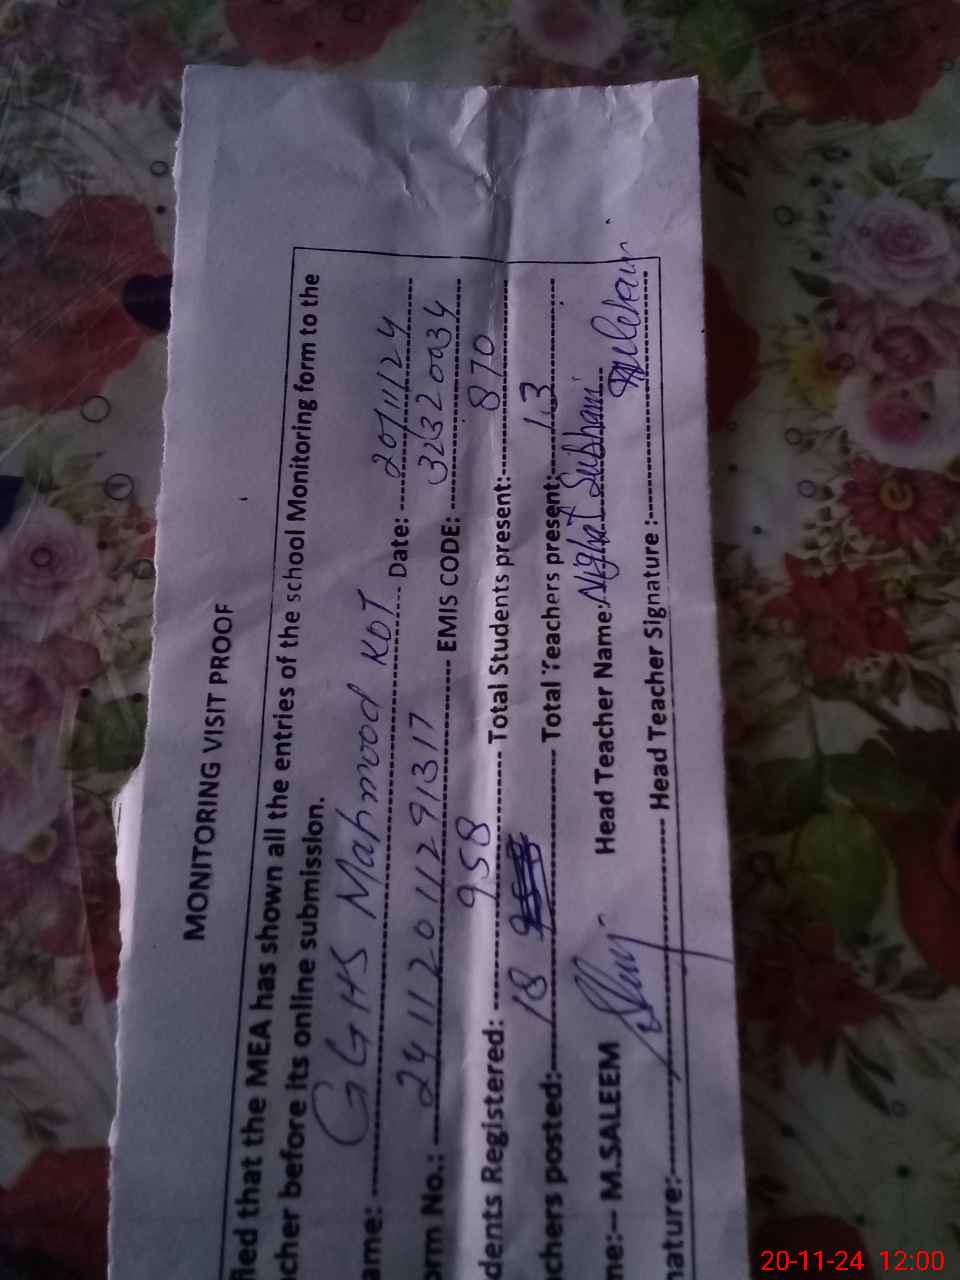 MONITORING VISIT PROOF
fied that the MEA has shown all the entries of the school Monitoring form to the
cher before its online submission.
ame: GGHS Mahmood KOT Date: 20/11/24
orm No.: 24112011291317 EMIS CODE: 32320034
dents Registered: 958 Total Students present: 870
chers posted: 18 Total Teachers present: 13
me:– M.SALEEM Head Teacher Name: Nighat Subhani
nature: Head Teacher Signature :
20-11-24 12:00